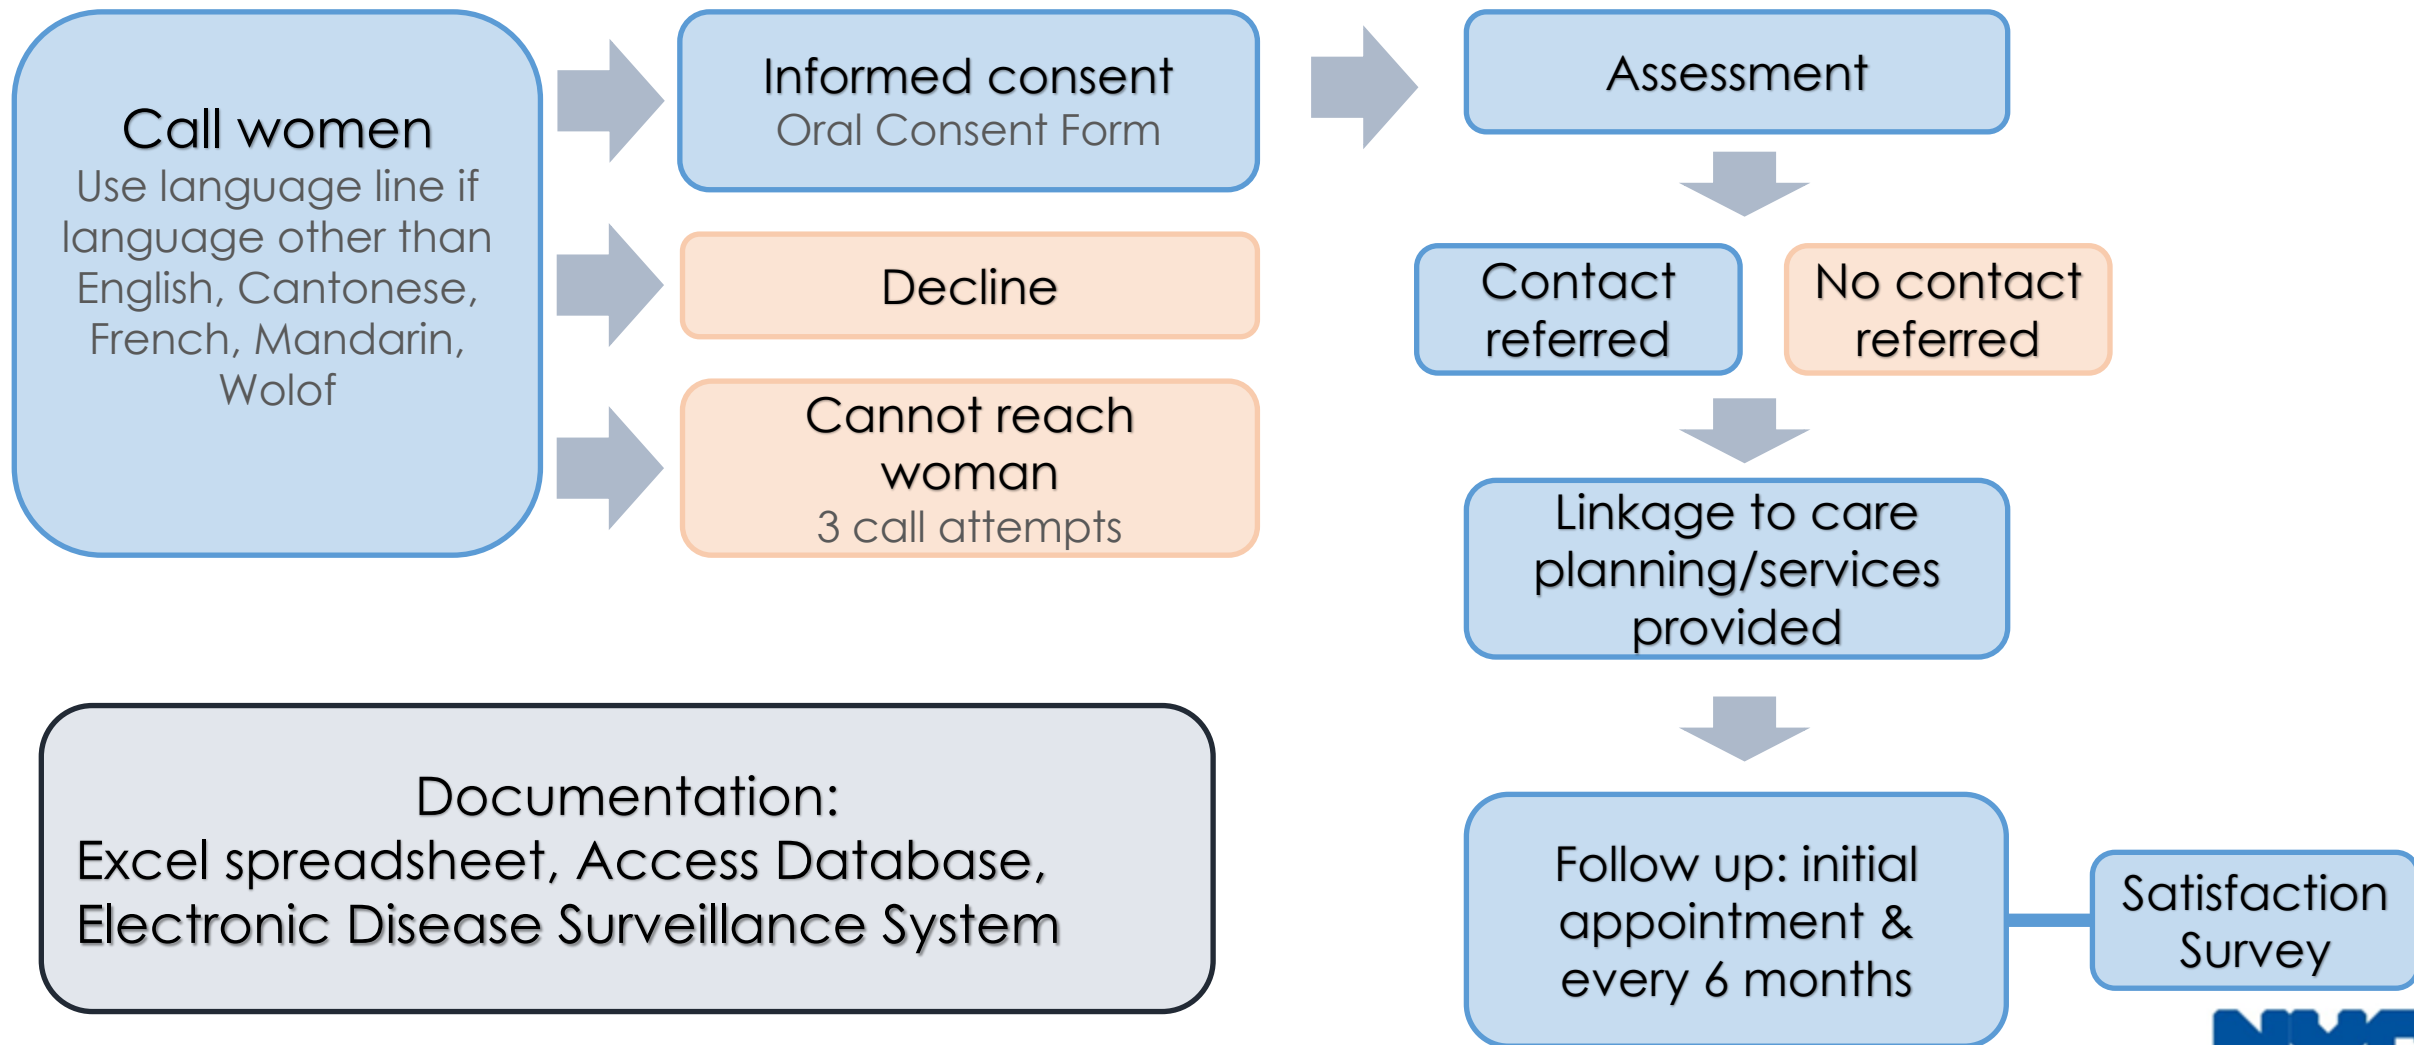 Call women
Use language line if
language other than
English, Cantonese,
French, Mandarin,
Wolof
Informed consent
Oral Consent Form
Decline
Cannot reach
woman
3 call attempts
Assessment
Contact
referred
No contact
referred
Linkage to care
planning/services
provided
Follow up: initial
appointment &
every 6 months
Satisfaction
Survey
Documentation:
Excel spreadsheet, Access Database,
Electronic Disease Surveillance System